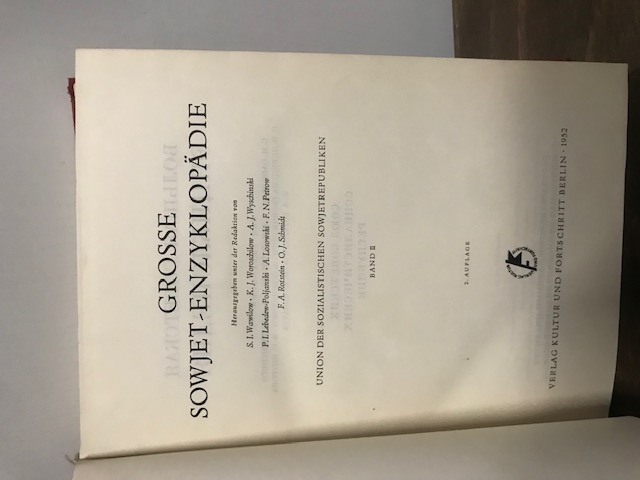 GROSSE
SOWJET-ENZYKLOPÄDIE
Herausgegeben unter der Redaktion von
S. I. Wawilow · K. J. Woroschilow · A. J. Wyschinski
P. I. Lebedew-Poljanski · A. Losowski · F. N. Petrow
F. A. Rotstein · O. J. Schmidt
UNION DER SOZIALISTISCHEN SOWJETREPUBLIKEN
BAND II
2. AUFLAGE
VERLAG KULTUR UND FORTSCHRITT BERLIN · 1952